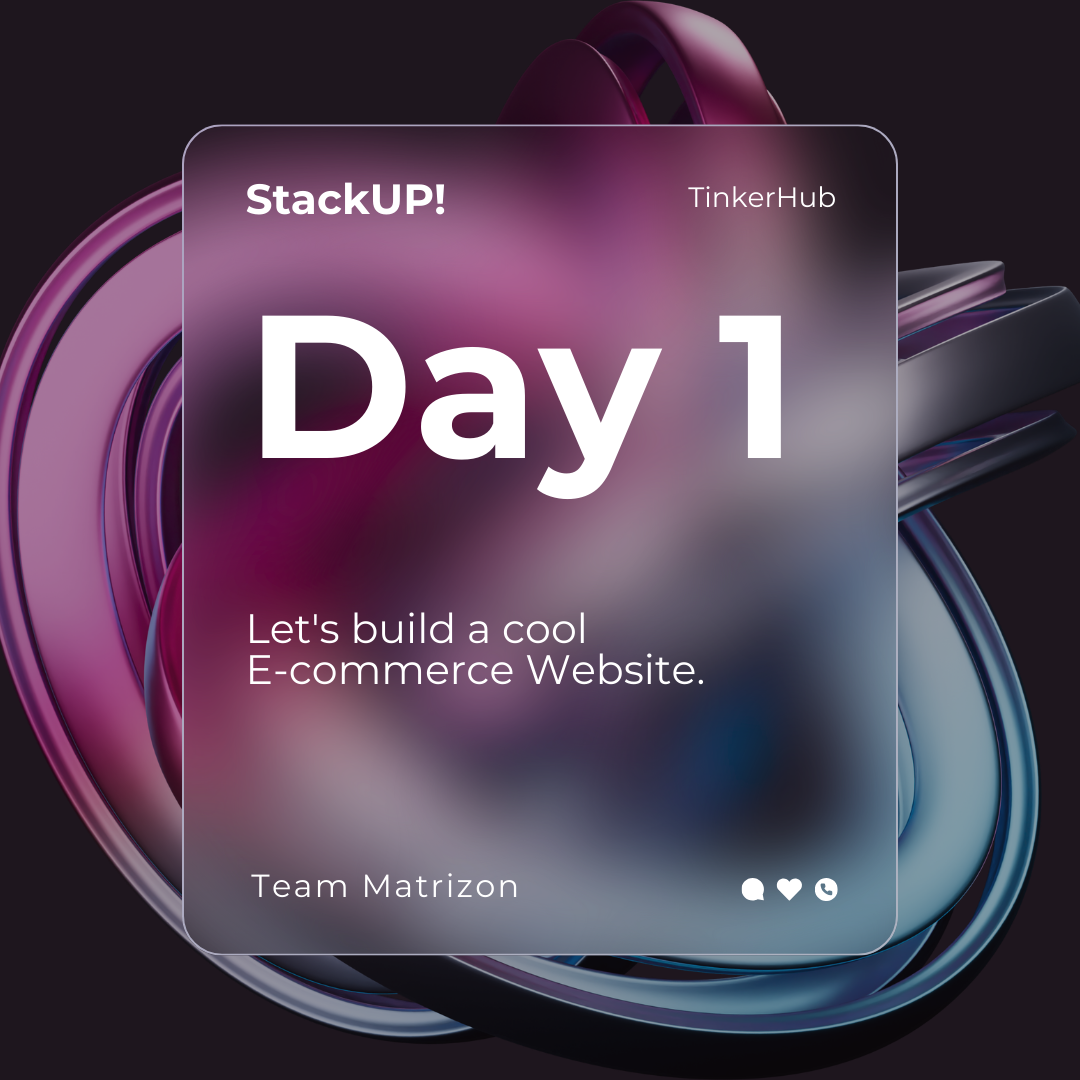 StackUP!
TinkerHub
Day 1
Let's build a cool
E-commerce Website.
Team Matrizon